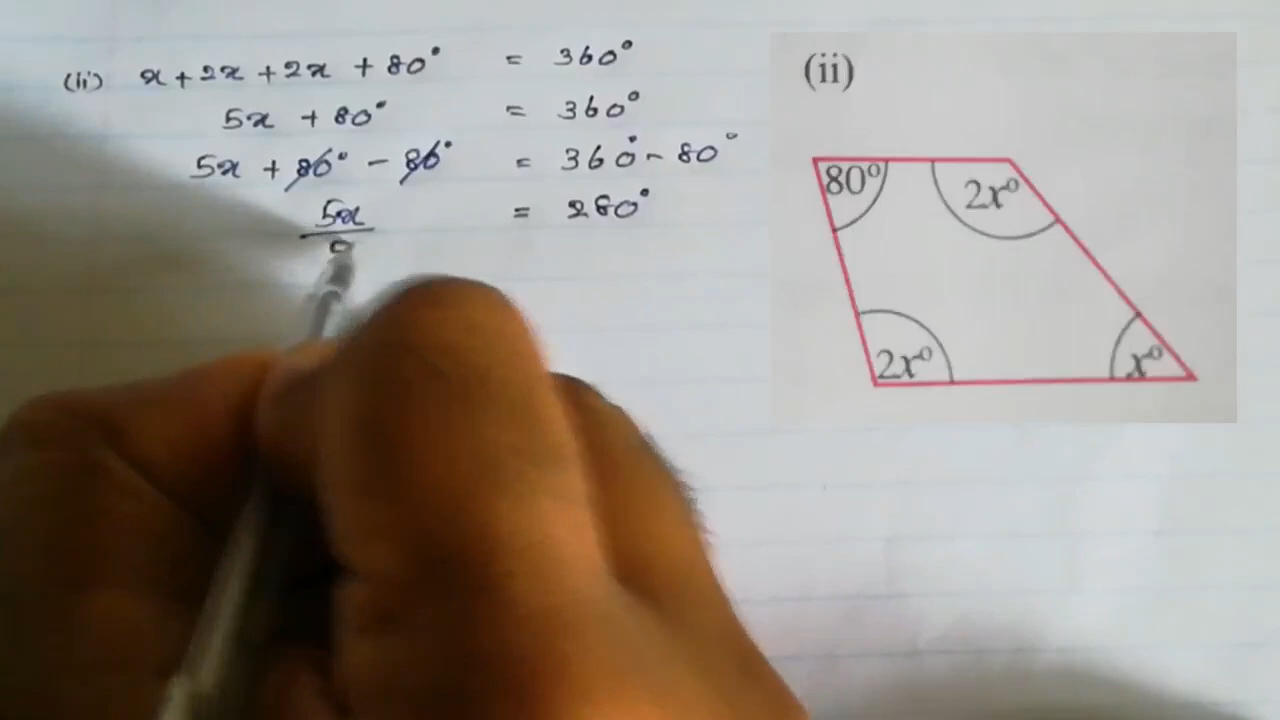 (ii) x + 2x + 2x + 80° = 360°
5x + 80° = 360°
5x + 80° - 80° = 360° - 80°
5x = 280°
(ii)
80° 2x°
2x° x°